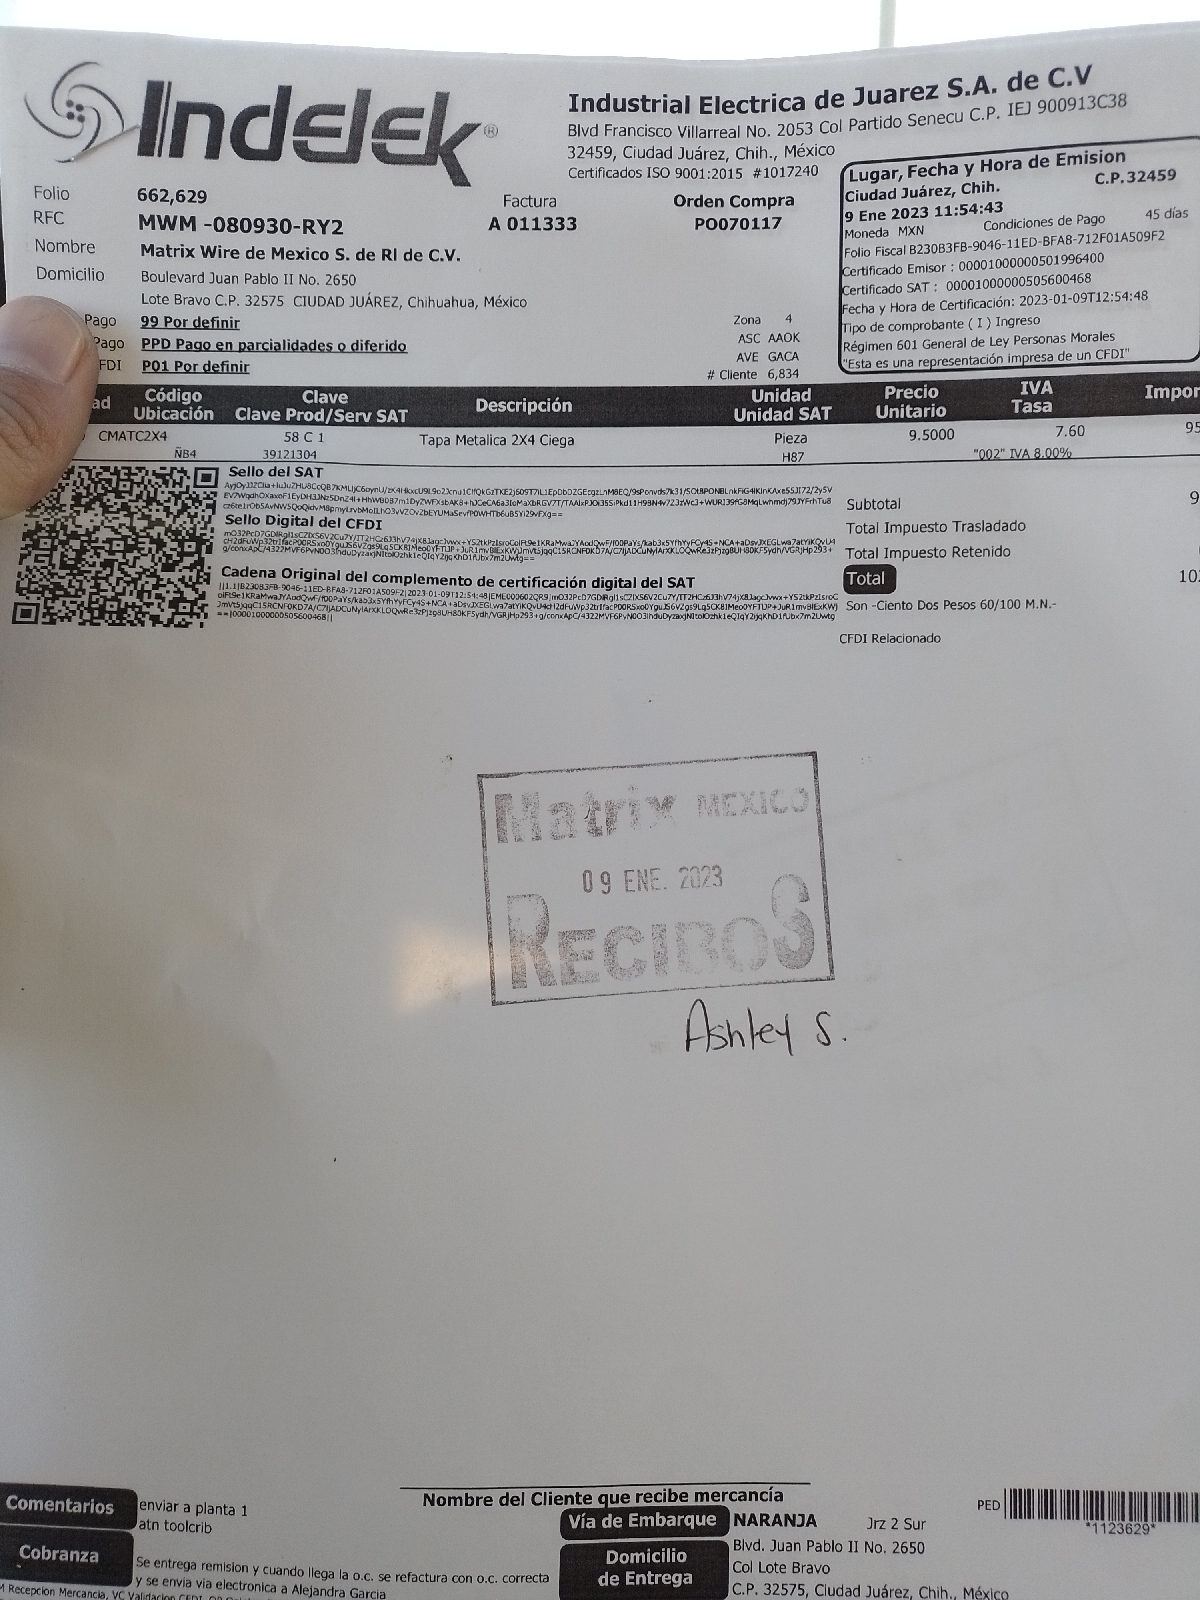 Indelek®
Industrial Electrica de Juarez S.A. de C.V
Blvd Francisco Villarreal No. 2053 Col Partido Senecu C.P. IEJ 900913C38
32459, Ciudad Juárez, Chih., México
Certificados ISO 9001:2015 #1017240
Folio 662,629
Factura
A 011333
Orden Compra
PO070117
RFC MWM -080930-RY2
Nombre Matrix Wire de Mexico S. de Rl de C.V.
Domicilio Boulevard Juan Pablo II No. 2650
Lote Bravo C.P. 32575 CIUDAD JUÁREZ, Chihuahua, México
Pago 99 Por definir
Pago PPD Pago en parcialidades o diferido
FDI P01 Por definir
Zona 4
ASC AAOK
AVE GACA
# Cliente 6,834
Lugar, Fecha y Hora de Emision
Ciudad Juárez, Chih. C.P.32459
9 Ene 2023 11:54:43
Moneda MXN Condiciones de Pago 45 días
Folio Fiscal B230B3FB-9046-11ED-BFA8-712F01A509F2
Certificado Emisor : 00001000000501996400
Certificado SAT : 00001000000505600468
Fecha y Hora de Certificación: 2023-01-09T12:54:48
Tipo de comprobante ( I ) Ingreso
Régimen 601 General de Ley Personas Morales
"Esta es una representación impresa de un CFDI"
ad Código Clave Descripción Unidad Precio IVA Impor
Ubicación Clave Prod/Serv SAT Unidad SAT Unitario Tasa
CMATC2X4 58 C 1 Tapa Metalica 2X4 Ciega Pieza 9.5000 7.60 95
ÑB4 39121304 H87 "002" IVA 8.00%
Sello del SAT
Sello Digital del CFDI
Cadena Original del complemento de certificación digital del SAT
Subtotal 9
Total Impuesto Trasladado
Total Impuesto Retenido
Total 10
Son -Ciento Dos Pesos 60/100 M.N.-
CFDI Relacionado
Matrix MEXICO
09 ENE. 2023
RECIBOS
Ashley S.
Nombre del Cliente que recibe mercancía
Comentarios enviar a planta 1
atn toolcrib
Vía de Embarque NARANJA Jrz 2 Sur
PED
*1123629*
Cobranza
Se entrega remision y cuando llega la o.c. se refactura con o.c. correcta
y se envia via electronica a Alejandra Garcia
Domicilio
de Entrega
Blvd. Juan Pablo II No. 2650
Col Lote Bravo
C.P. 32575, Ciudad Juárez, Chih., México
Recepcion Mercancia, VC Validacion CFDI,